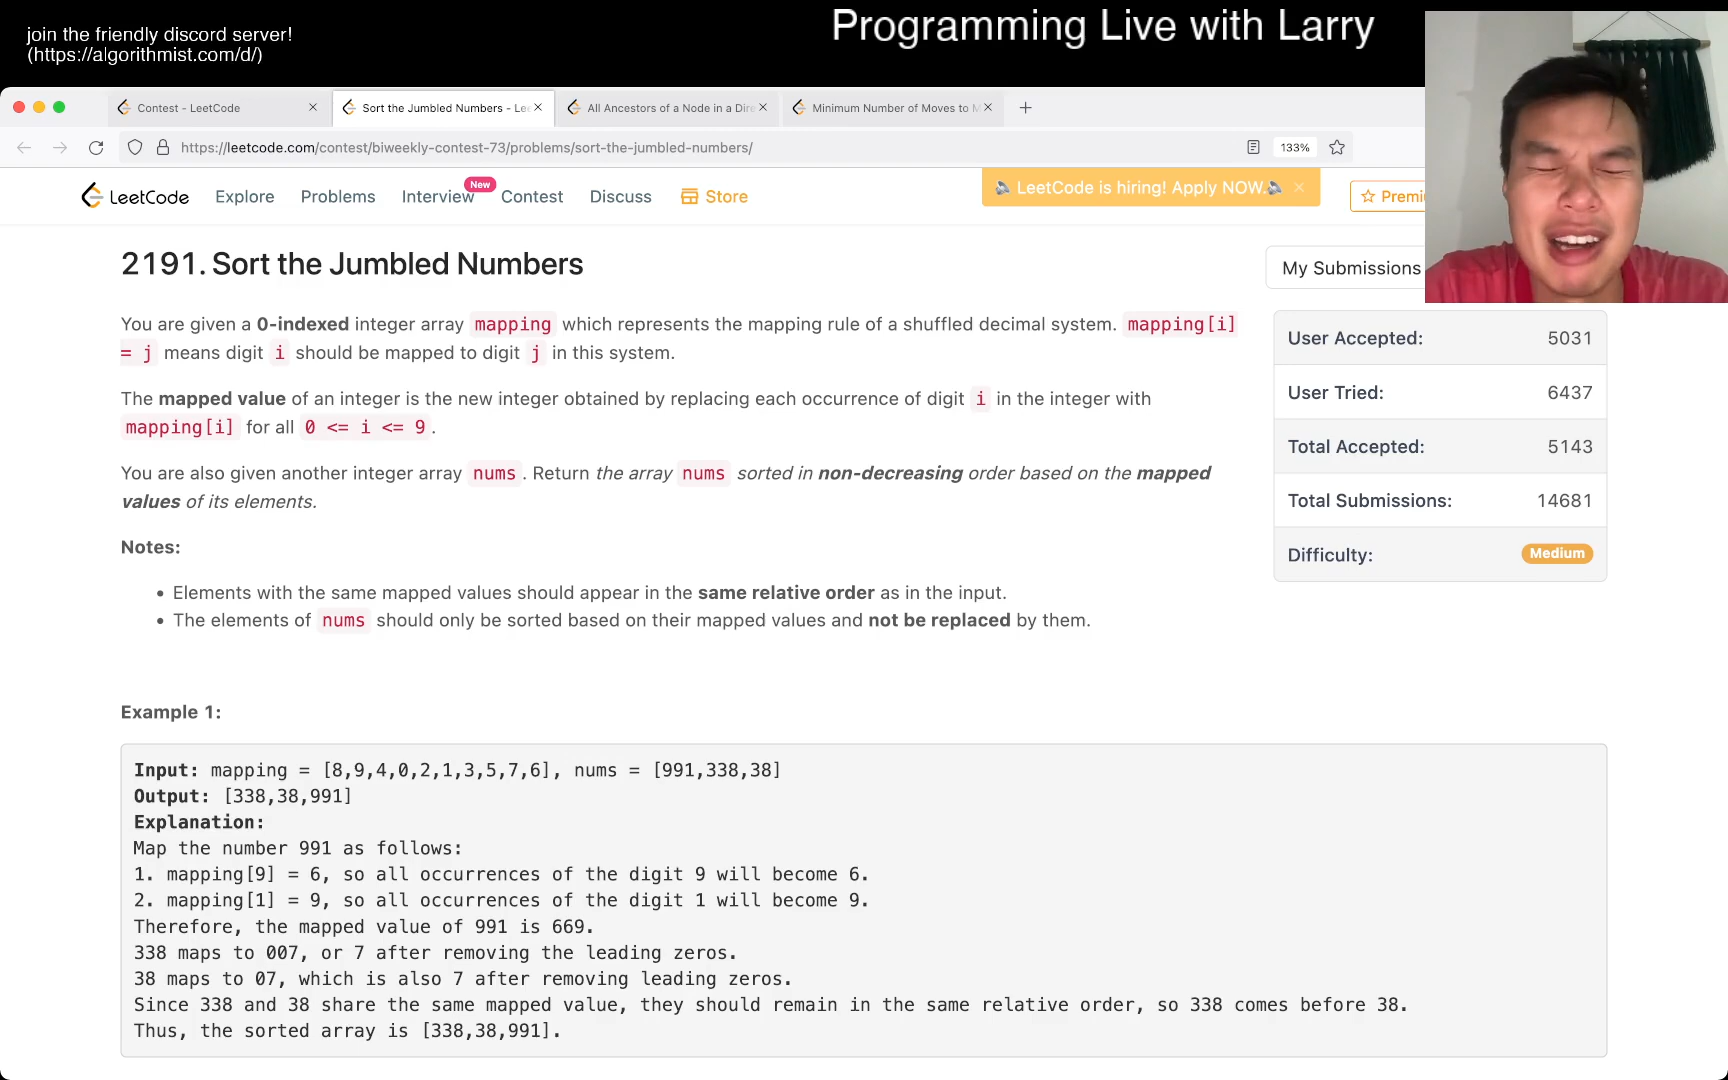 join the friendly discord server!
(https://algorithmist.com/d/)
Programming Live with Larry
Contest - LeetCode
Sort the Jumbled Numbers - Lee
All Ancestors of a Node in a Dire
Minimum Number of Moves to M
https://leetcode.com/contest/biweekly-contest-73/problems/sort-the-jumbled-numbers/
133%
LeetCode
Explore
Problems
Interview
New
Contest
Discuss
Store
LeetCode is hiring! Apply NOW.
Premi
2191. Sort the Jumbled Numbers
My Submissions
You are given a 0-indexed integer array mapping which represents the mapping rule of a shuffled decimal system. mapping[i]
= j means digit i should be mapped to digit j in this system.
The mapped value of an integer is the new integer obtained by replacing each occurrence of digit i in the integer with
mapping[i] for all 0 <= i <= 9.
You are also given another integer array nums. Return the array nums sorted in non-decreasing order based on the mapped
values of its elements.
Notes:
• Elements with the same mapped values should appear in the same relative order as in the input.
• The elements of nums should only be sorted based on their mapped values and not be replaced by them.
User Accepted: 5031
User Tried: 6437
Total Accepted: 5143
Total Submissions: 14681
Difficulty: Medium
Example 1:
Input: mapping = [8,9,4,0,2,1,3,5,7,6], nums = [991,338,38]
Output: [338,38,991]
Explanation:
Map the number 991 as follows:
1. mapping[9] = 6, so all occurrences of the digit 9 will become 6.
2. mapping[1] = 9, so all occurrences of the digit 1 will become 9.
Therefore, the mapped value of 991 is 669.
338 maps to 007, or 7 after removing the leading zeros.
38 maps to 07, which is also 7 after removing leading zeros.
Since 338 and 38 share the same mapped value, they should remain in the same relative order, so 338 comes before 38.
Thus, the sorted array is [338,38,991].